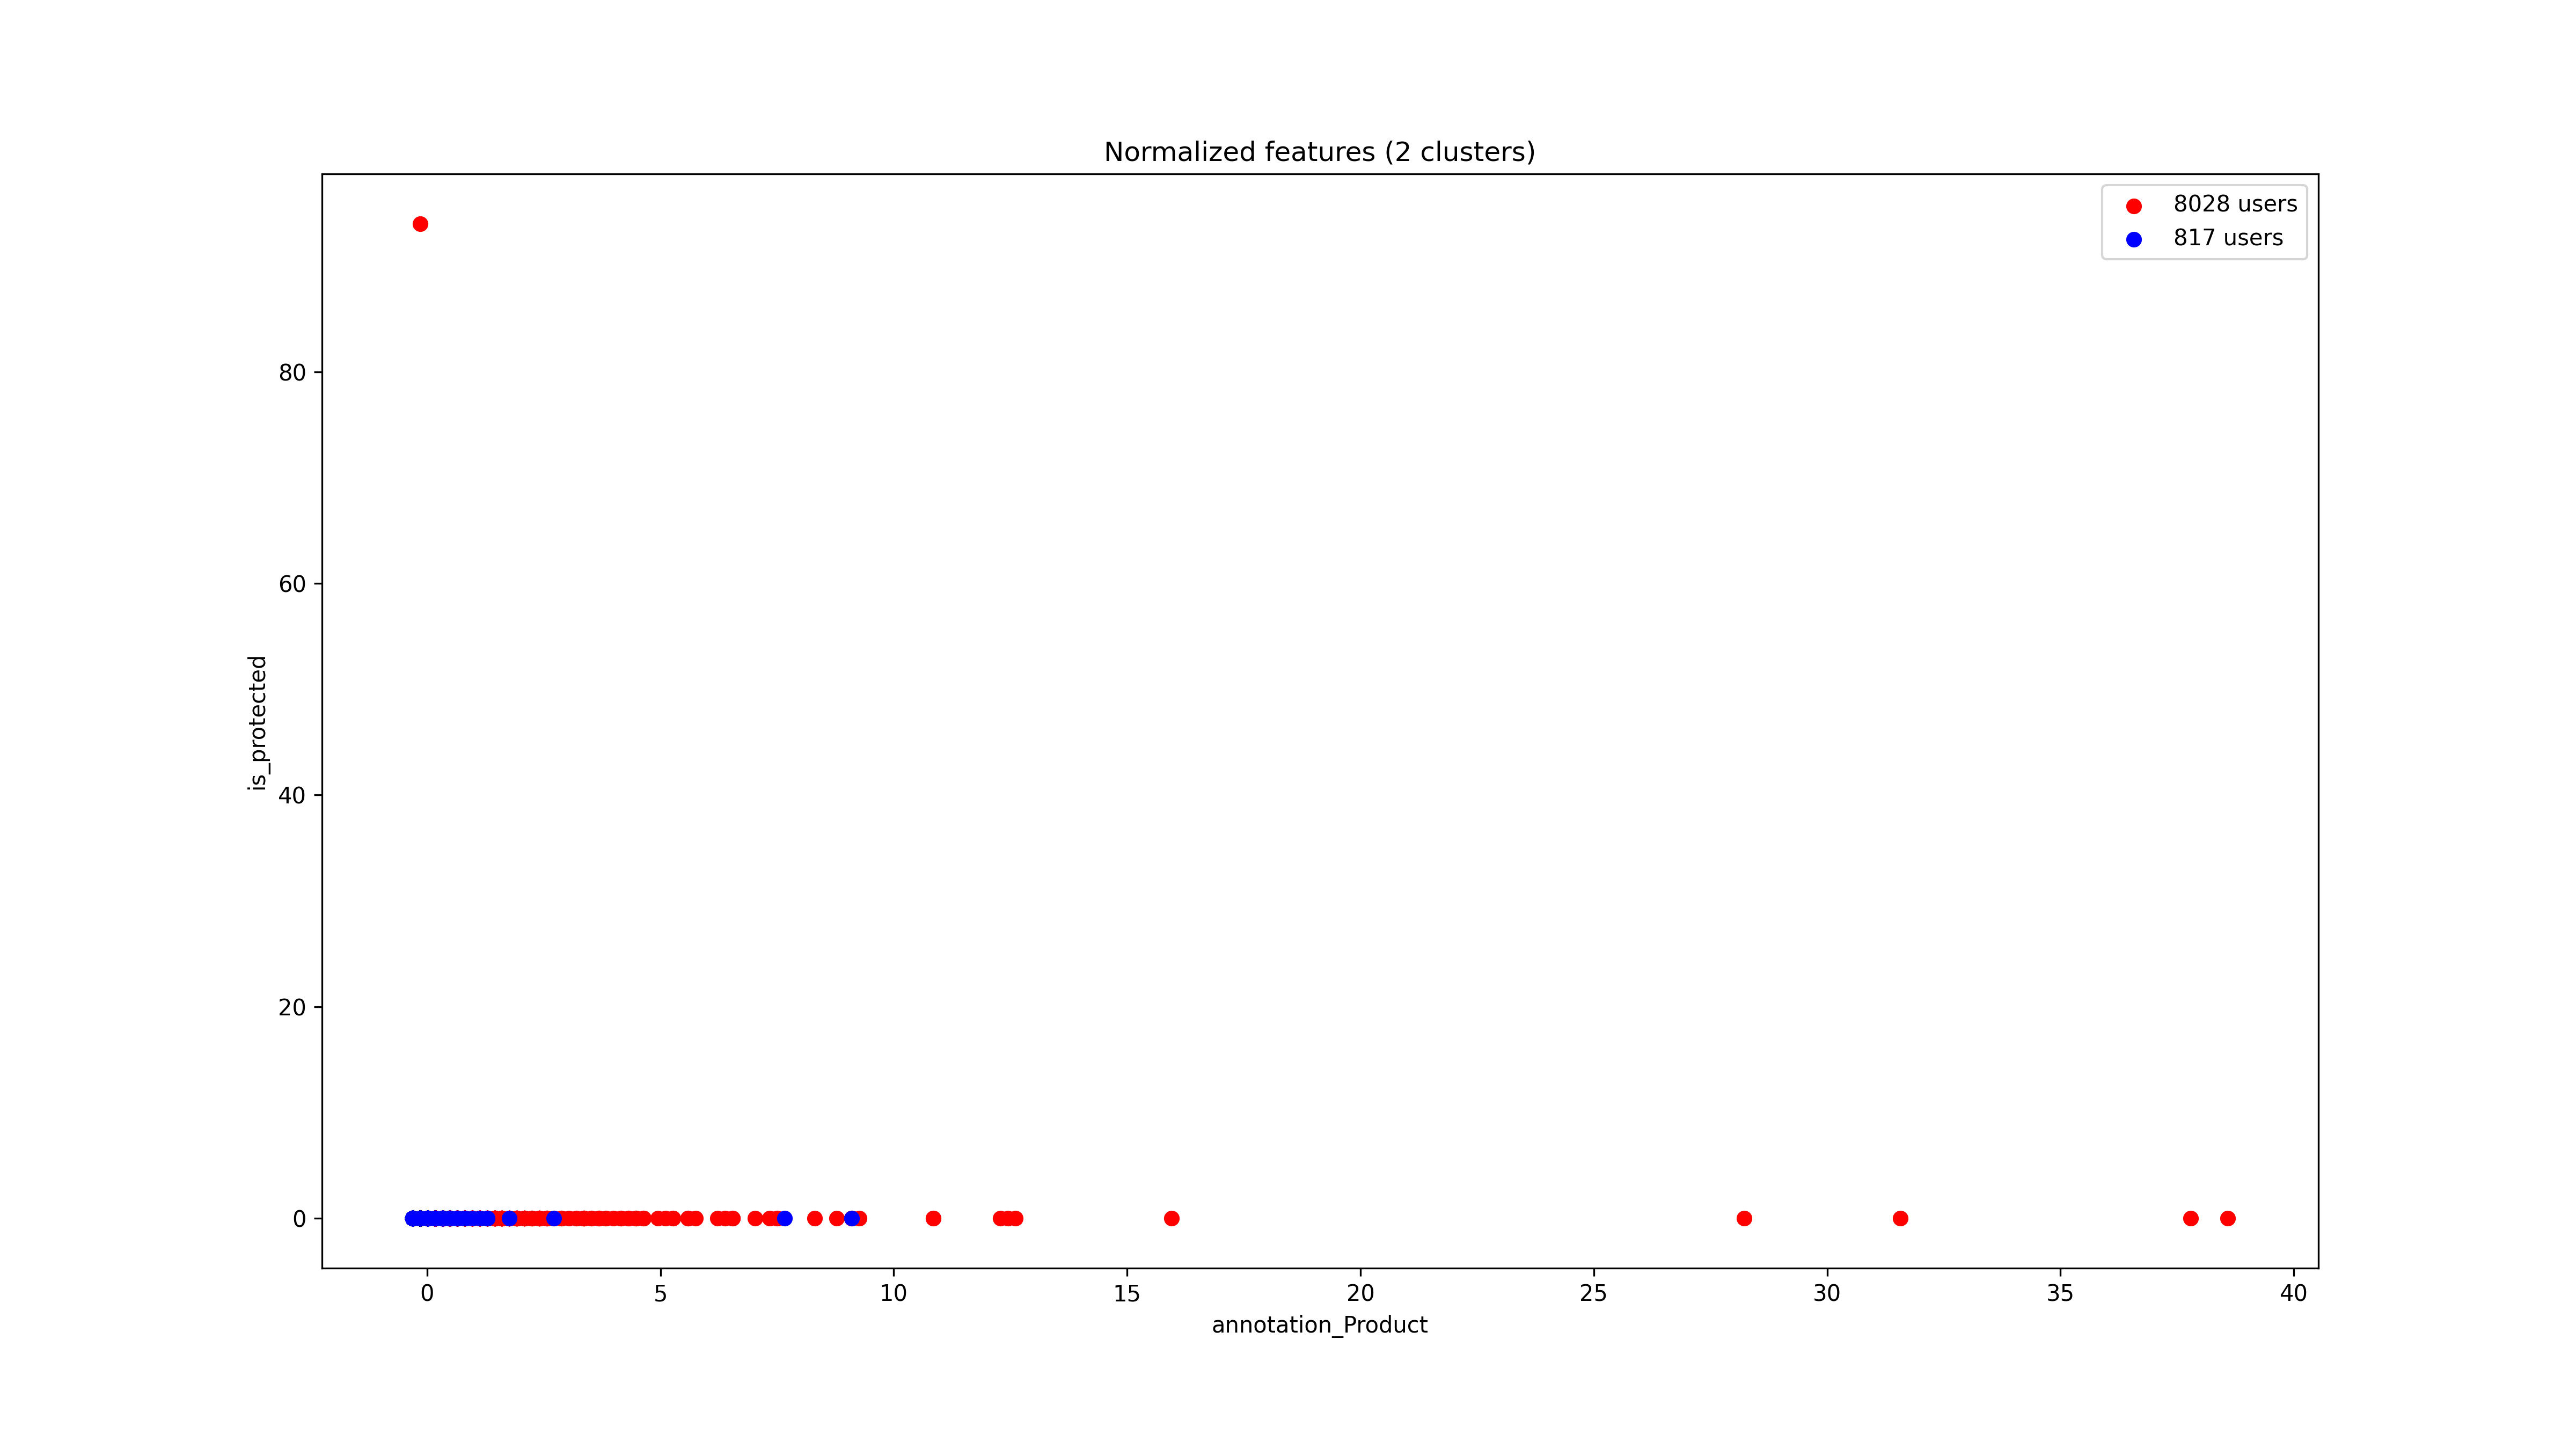 Normalized features (2 clusters)
8028 users
817 users
80
60
40
20
0
is_protected
0 5 10 15 20 25 30 35 40
annotation_Product